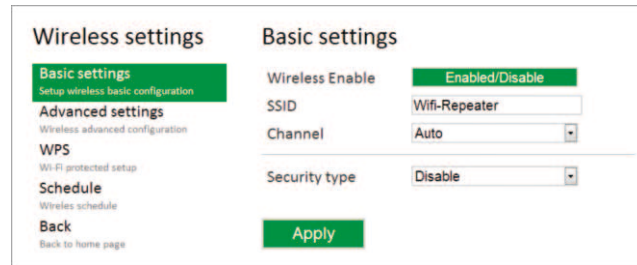 Wireless settings
Basic settings
Setup wireless basic configuration
Advanced settings
Wireless advanced configuration
WPS
Wi-Fi protected setup
Schedule
Wireles schedule
Back
Back to home page
Basic settings
Wireless Enable Enabled/Disable
SSID Wifi-Repeater
Channel Auto
Security type Disable
Apply